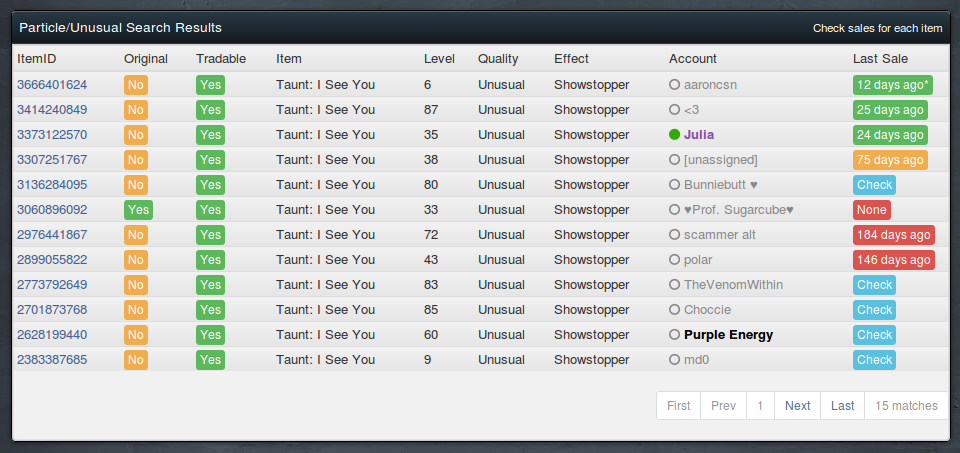 Particle/Unusual Search Results Check sales for each item
ItemID Original Tradable Item Level Quality Effect Account Last Sale
3666401624 No Yes Taunt: I See You 6 Unusual Showstopper aaroncsn 12 days ago*
3414240849 No Yes Taunt: I See You 87 Unusual Showstopper <3 25 days ago
3373122570 No Yes Taunt: I See You 35 Unusual Showstopper Julia 24 days ago
3307251767 No Yes Taunt: I See You 38 Unusual Showstopper [unassigned] 75 days ago
3136284095 No Yes Taunt: I See You 80 Unusual Showstopper Bunniebutt ♥ Check
3060896092 Yes Yes Taunt: I See You 33 Unusual Showstopper ♥Prof. Sugarcube♥ None
2976441867 No Yes Taunt: I See You 72 Unusual Showstopper scammer alt 184 days ago
2899055822 No Yes Taunt: I See You 43 Unusual Showstopper polar 146 days ago
2773792649 No Yes Taunt: I See You 83 Unusual Showstopper TheVenomWithin Check
2701873768 No Yes Taunt: I See You 85 Unusual Showstopper Choccie Check
2628199440 No Yes Taunt: I See You 60 Unusual Showstopper Purple Energy Check
2383387685 No Yes Taunt: I See You 9 Unusual Showstopper md0 Check
First Prev 1 Next Last 15 matches